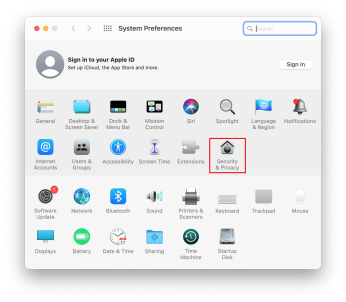 System Preferences
Search
Sign in to your Apple ID
Set up iCloud, the App Store and more.
Sign In
General
Desktop &
Screen Saver
Dock &
Menu Bar
Mission
Control
Siri
Spotlight
Language
& Region
Notifications
Internet
Accounts
Users &
Groups
Accessibility
Screen Time
Extensions
Security
& Privacy
Software
Update
Network
Bluetooth
Sound
Printers &
Scanners
Keyboard
Trackpad
Mouse
Displays
Battery
Date & Time
Sharing
Time
Machine
Startup
Disk